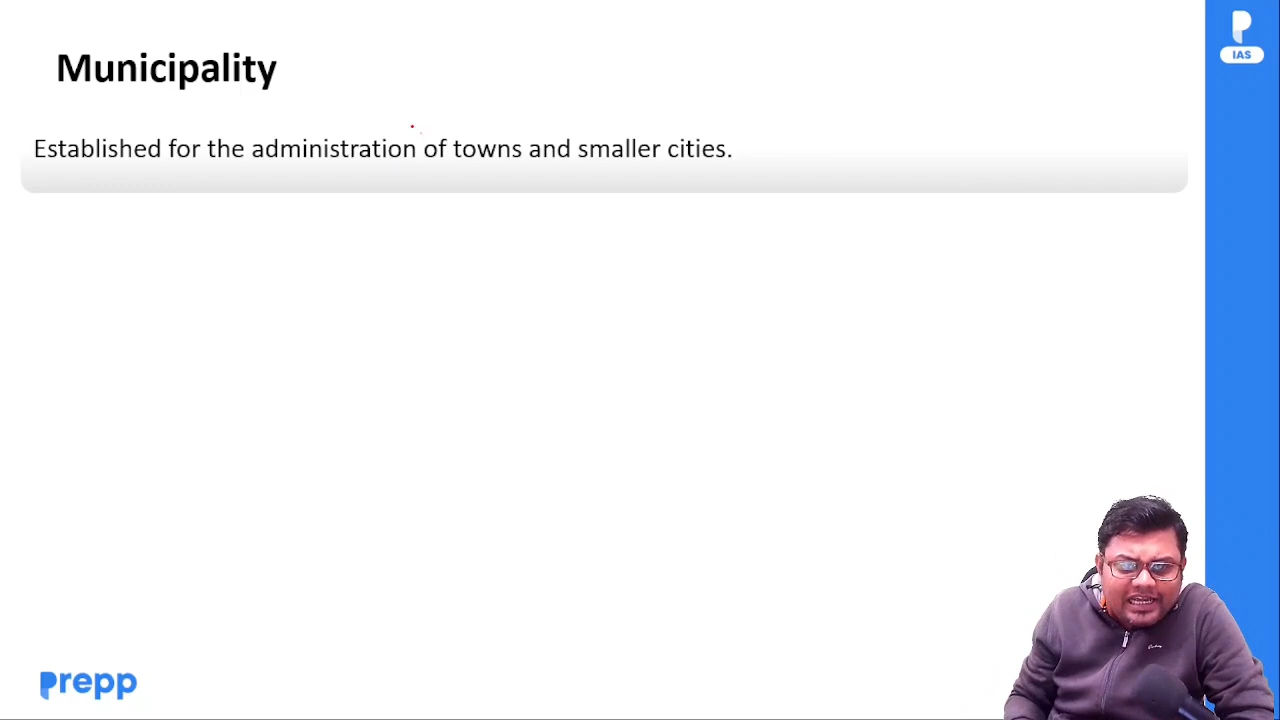 Municipality
IAS
Established for the administration of towns and smaller cities.
prepp